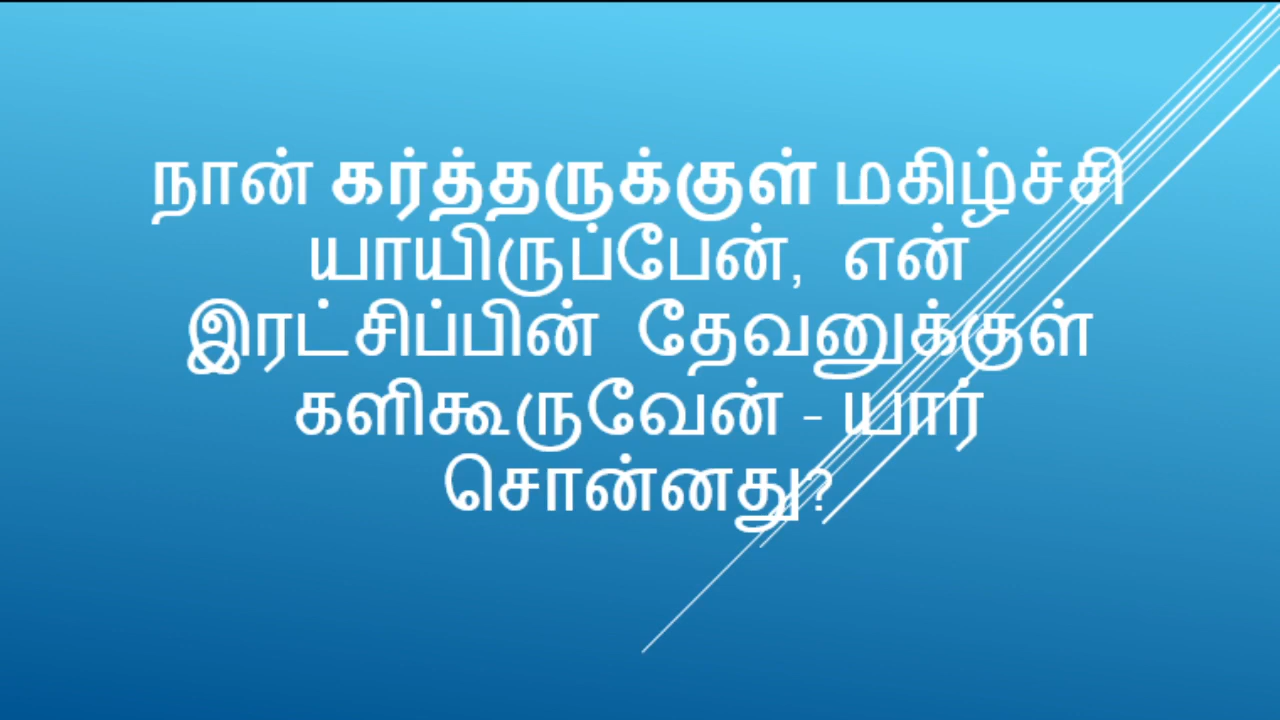 நான் கர்த்தருக்குள் மகிழ்ச்சி
யாயிருப்பேன், என்
இரட்சிப்பின் தேவனுக்குள்
களிகூருவேன் - யார்
சொன்னது?